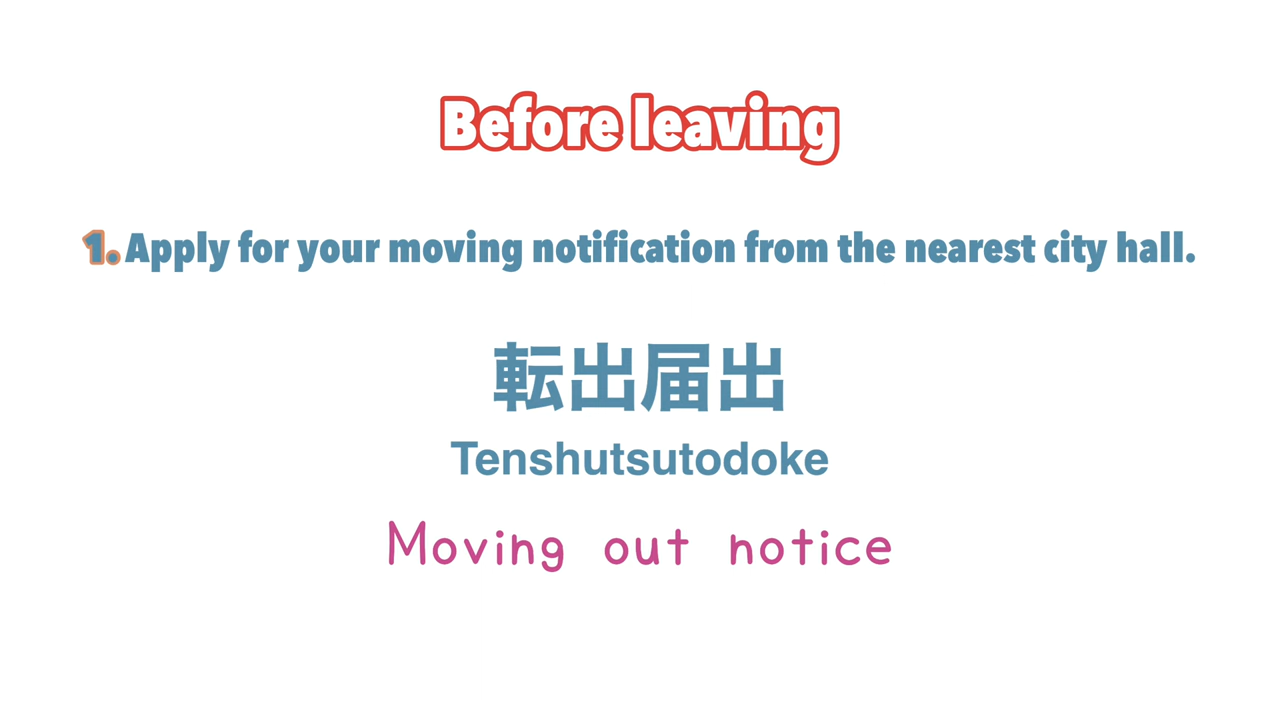 Before leaving
1. Apply for your moving notification from the nearest city hall.
転出届出
Tenshutsutodoke
Moving out notice